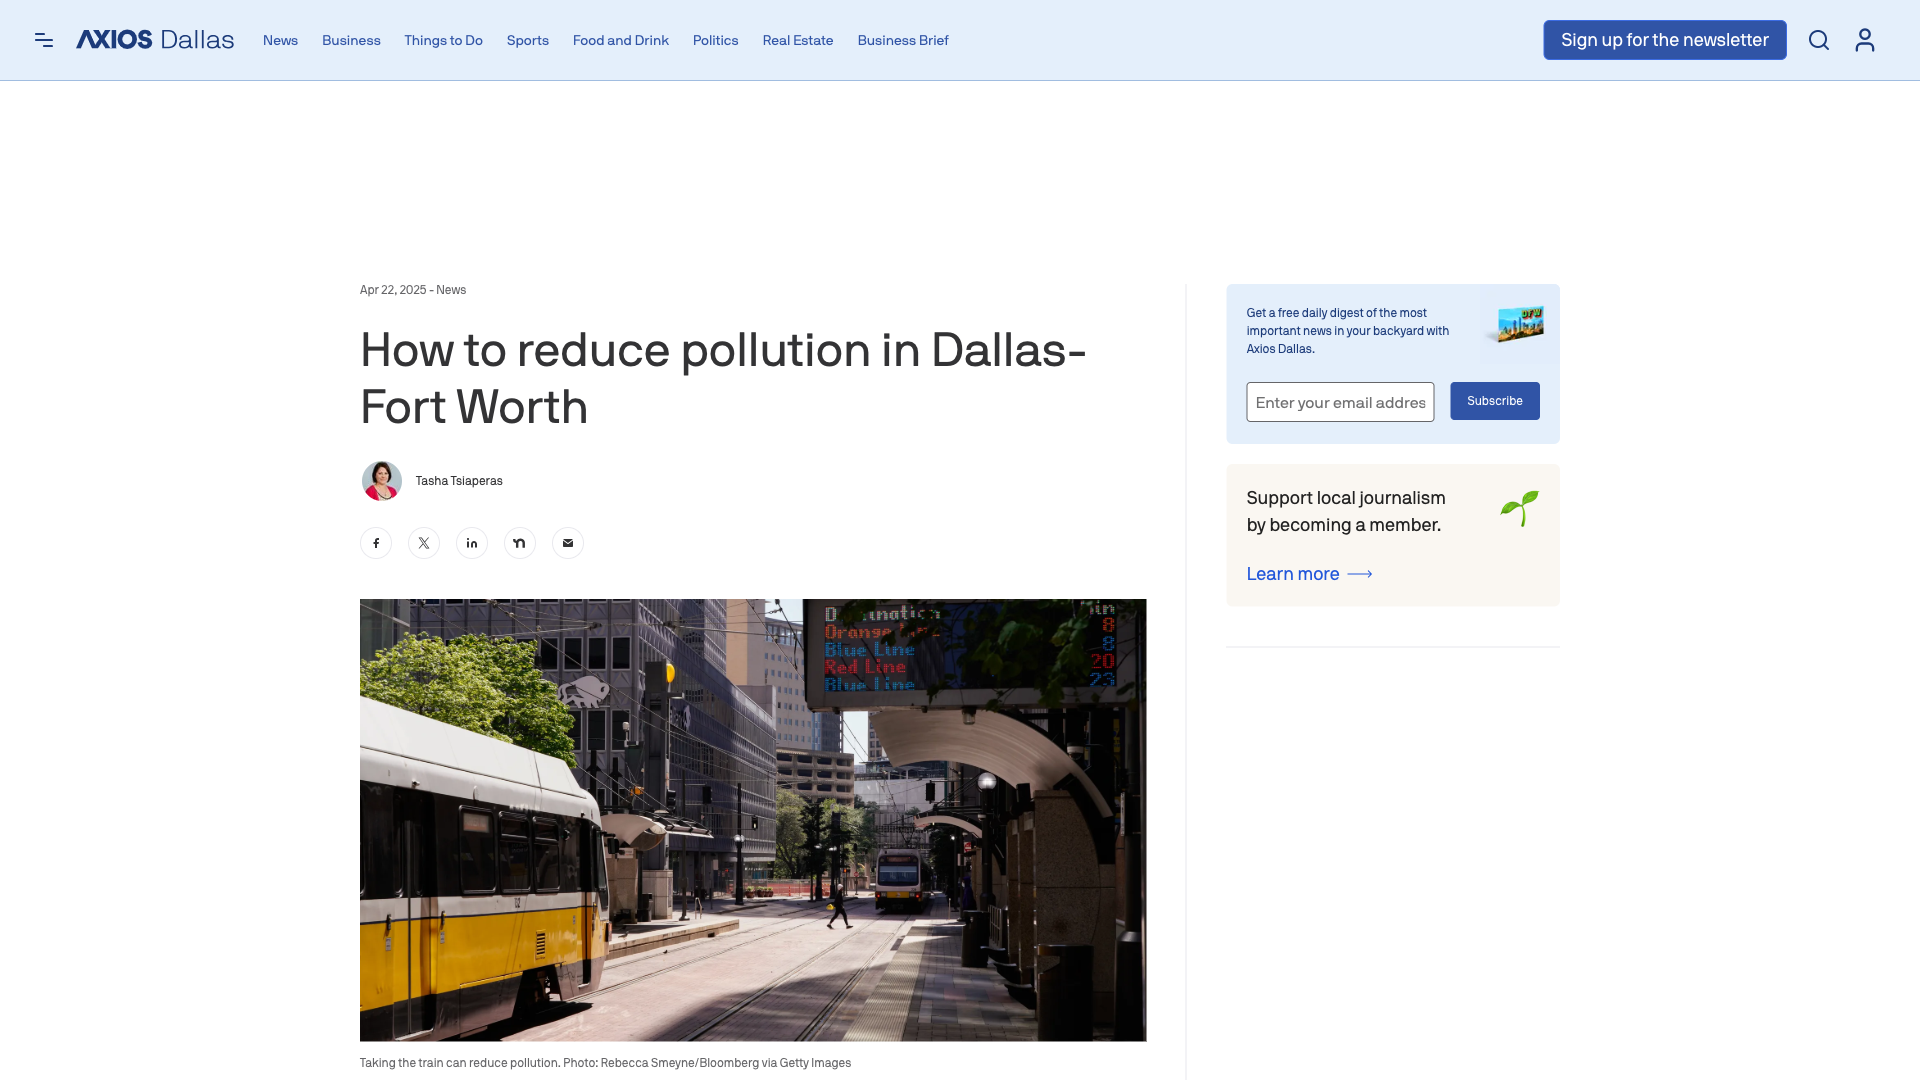 AXIOS Dallas
News
Business
Things to Do
Sports
Food and Drink
Politics
Real Estate
Business Brief
Sign up for the newsletter
Apr 22, 2025 - News
How to reduce pollution in Dallas-
Fort Worth
Tasha Tsiaperas
Orange Line 8
Blue Line 8
Red Line 20
Blue Line 23
Taking the train can reduce pollution. Photo: Rebecca Smeyne/Bloomberg via Getty Images
Get a free daily digest of the most
important news in your backyard with
Axios Dallas.
DFW
Enter your email addres
Subscribe
Support local journalism
by becoming a member.
Learn more